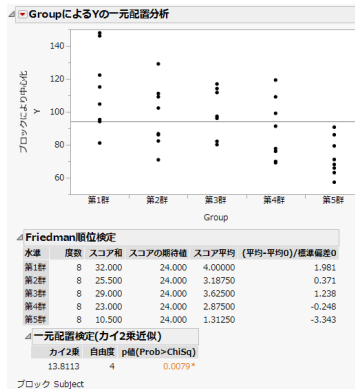 GroupによるYの一元配置分析
140
120
100
80
60
ブロックにより中心化
Y
第1群 第2群 第3群 第4群 第5群
Group
Friedman順位検定
水準 度数 スコア和 スコアの期待値 スコア平均 (平均-平均0)/標準偏差0
第1群 8 32.000 24.000 4.00000 1.981
第2群 8 25.500 24.000 3.18750 0.371
第3群 8 29.000 24.000 3.62500 1.238
第4群 8 23.000 24.000 2.87500 -0.248
第5群 8 10.500 24.000 1.31250 -3.343
一元配置検定(カイ2乗近似)
カイ2乗 自由度 p値(Prob>ChiSq)
13.8113 4 0.0079*
ブロック Subject